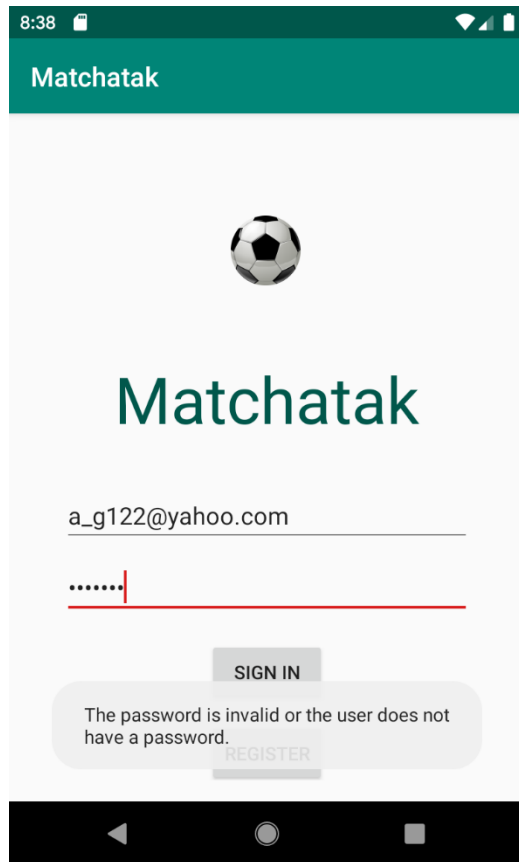 8:38
Matchatak
Matchatak
a_g122@yahoo.com
•••••••
SIGN IN
The password is invalid or the user does not
have a password.
REGISTER